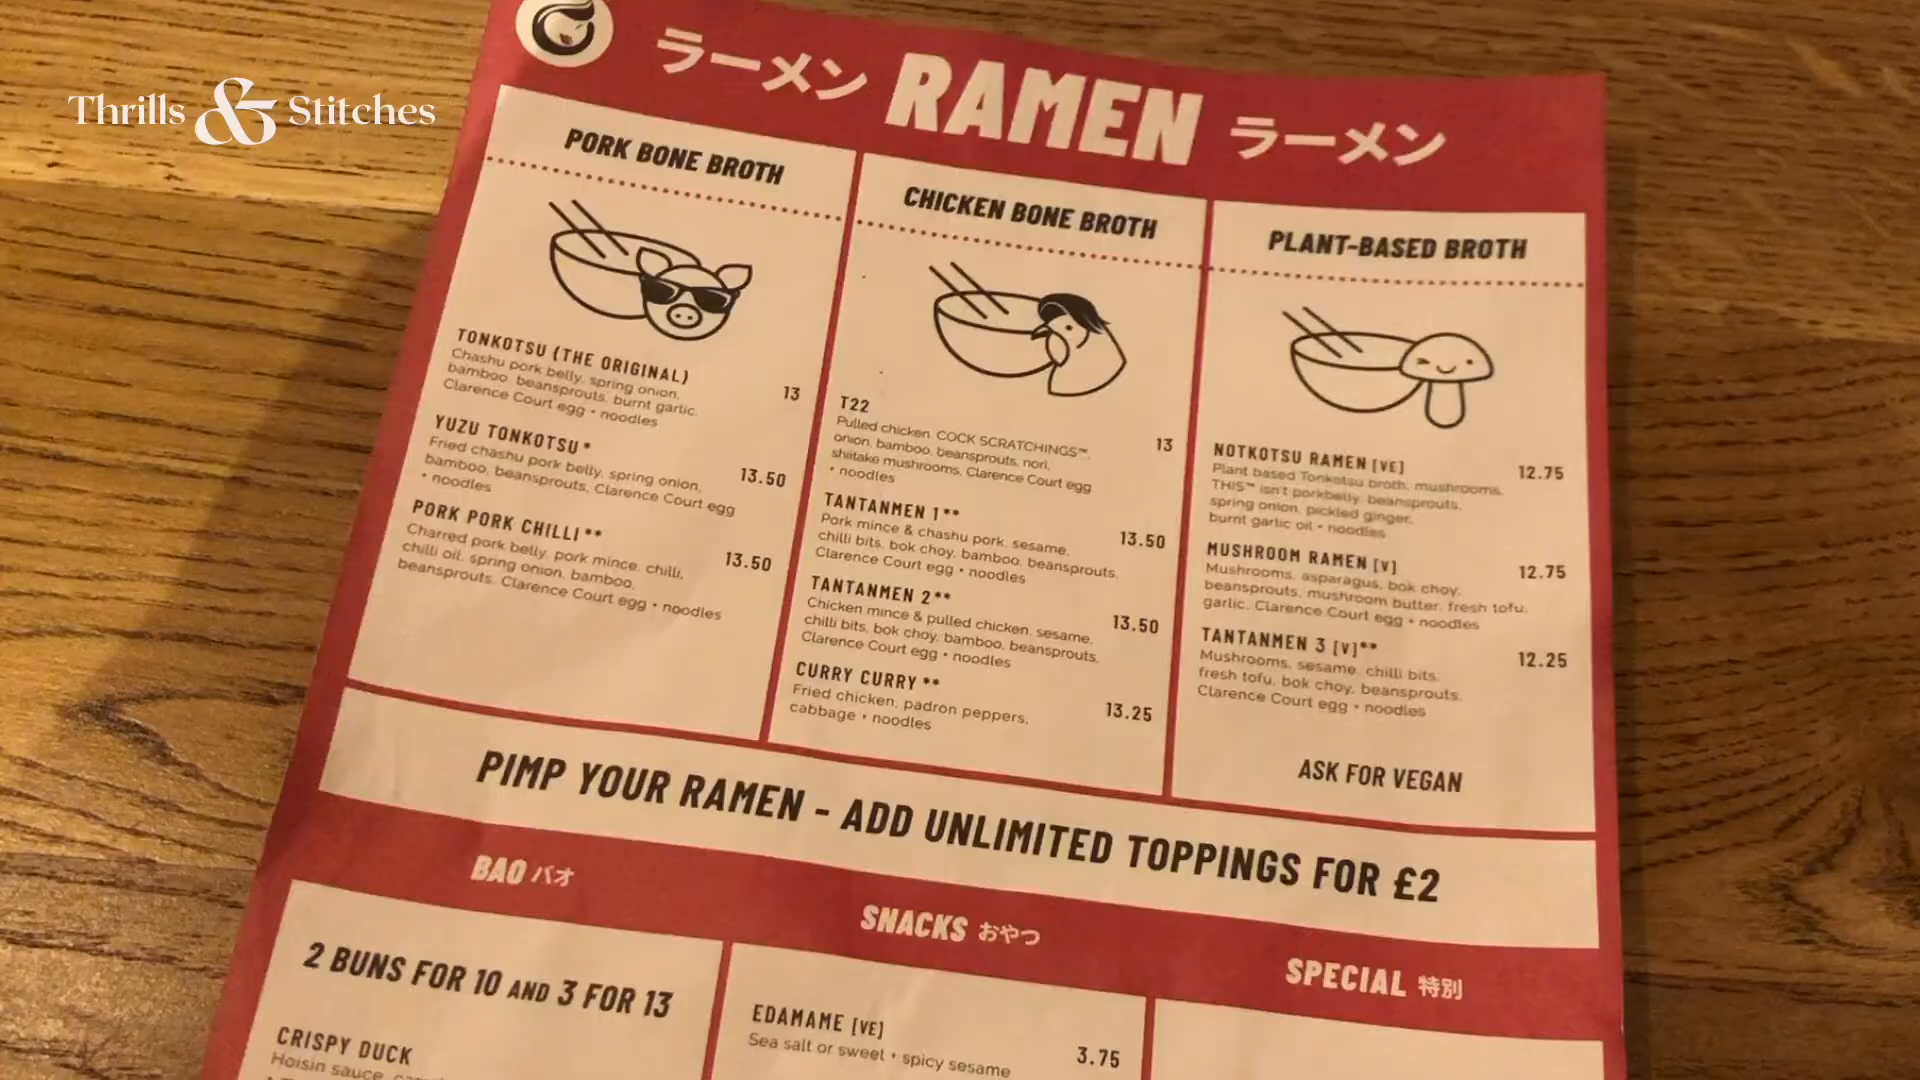 Thrills & Stitches
ラーメン RAMEN ラーメン
PORK BONE BROTH
TONKOTSU (THE ORIGINAL)
Chashu pork belly, spring onion,
bamboo, beansprouts, burnt garlic,
Clarence Court egg • noodles
13
YUZU TONKOTSU *
Fried chashu pork belly, spring onion,
bamboo, beansprouts, Clarence Court egg
• noodles
13.50
PORK PORK CHILLI **
Charred pork belly, pork mince, chilli,
chilli oil, spring onion, bamboo,
beansprouts, Clarence Court egg • noodles
13.50
CHICKEN BONE BROTH
T22
Pulled chicken, COCK SCRATCHINGS™,
onion, bamboo, beansprouts, nori,
shiitake mushrooms, Clarence Court egg
• noodles
13
TANTANMEN 1**
Pork mince & chashu pork, sesame,
chilli bits, bok choy, bamboo, beansprouts,
Clarence Court egg • noodles
13.50
TANTANMEN 2**
Chicken mince & pulled chicken, sesame,
chilli bits, bok choy, bamboo, beansprouts,
Clarence Court egg • noodles
13.50
CURRY CURRY **
Fried chicken, padron peppers,
cabbage • noodles
13.25
PLANT-BASED BROTH
NOTKOTSU RAMEN [VE]
Plant based Tonkotsu broth, mushrooms,
THIS™ isn't porkbelly, beansprouts,
spring onion, pickled ginger,
burnt garlic oil • noodles
12.75
MUSHROOM RAMEN [V]
Mushrooms, asparagus, bok choy,
beansprouts, mushroom butter, fresh tofu,
garlic, Clarence Court egg • noodles
12.75
TANTANMEN 3 [V]**
Mushrooms, sesame, chilli bits,
fresh tofu, bok choy, beansprouts,
Clarence Court egg • noodles
12.25
ASK FOR VEGAN
PIMP YOUR RAMEN - ADD UNLIMITED TOPPINGS FOR £2
BAO バオ
2 BUNS FOR 10 AND 3 FOR 13
CRISPY DUCK
Hoisin sauce,
SNACKS おやつ
EDAMAME [VE]
Sea salt or sweet + spicy sesame
3.75
SPECIAL 特別